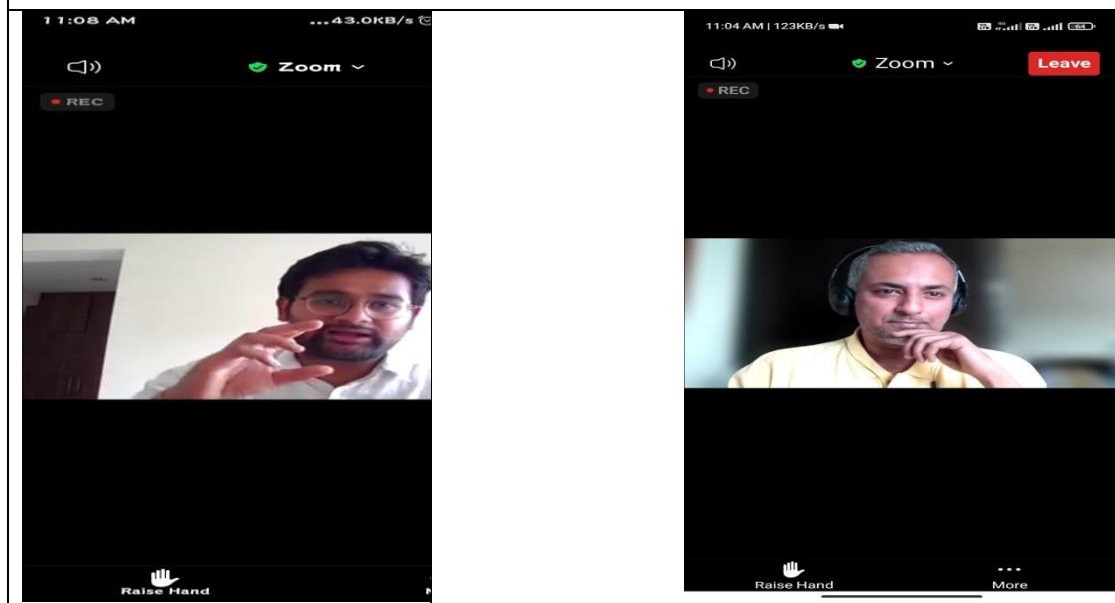 11:08 AM ...43.0KB/s
Zoom
REC
Raise Hand
11:04 AM | 123KB/s 64
Zoom Leave
REC
Raise Hand More